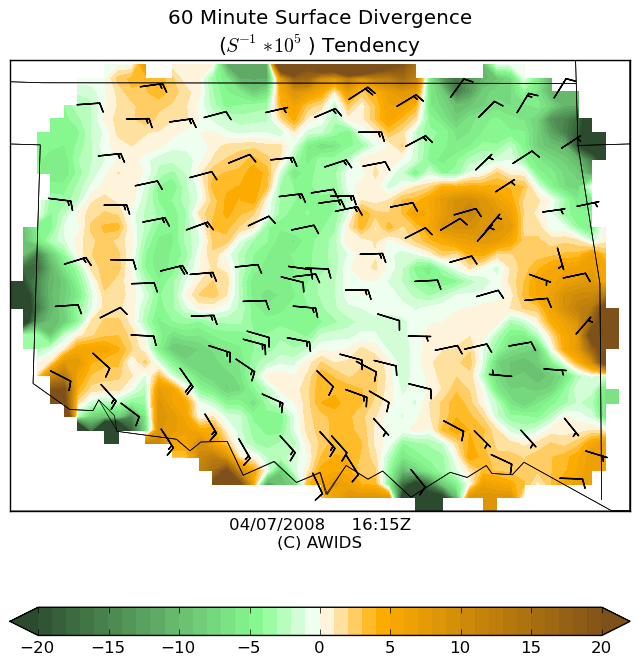 60 Minute Surface Divergence
(S⁻¹ *10⁵ ) Tendency
04/07/2008 16:15Z
(C) AWIDS
−20 −15 −10 −5 0 5 10 15 20